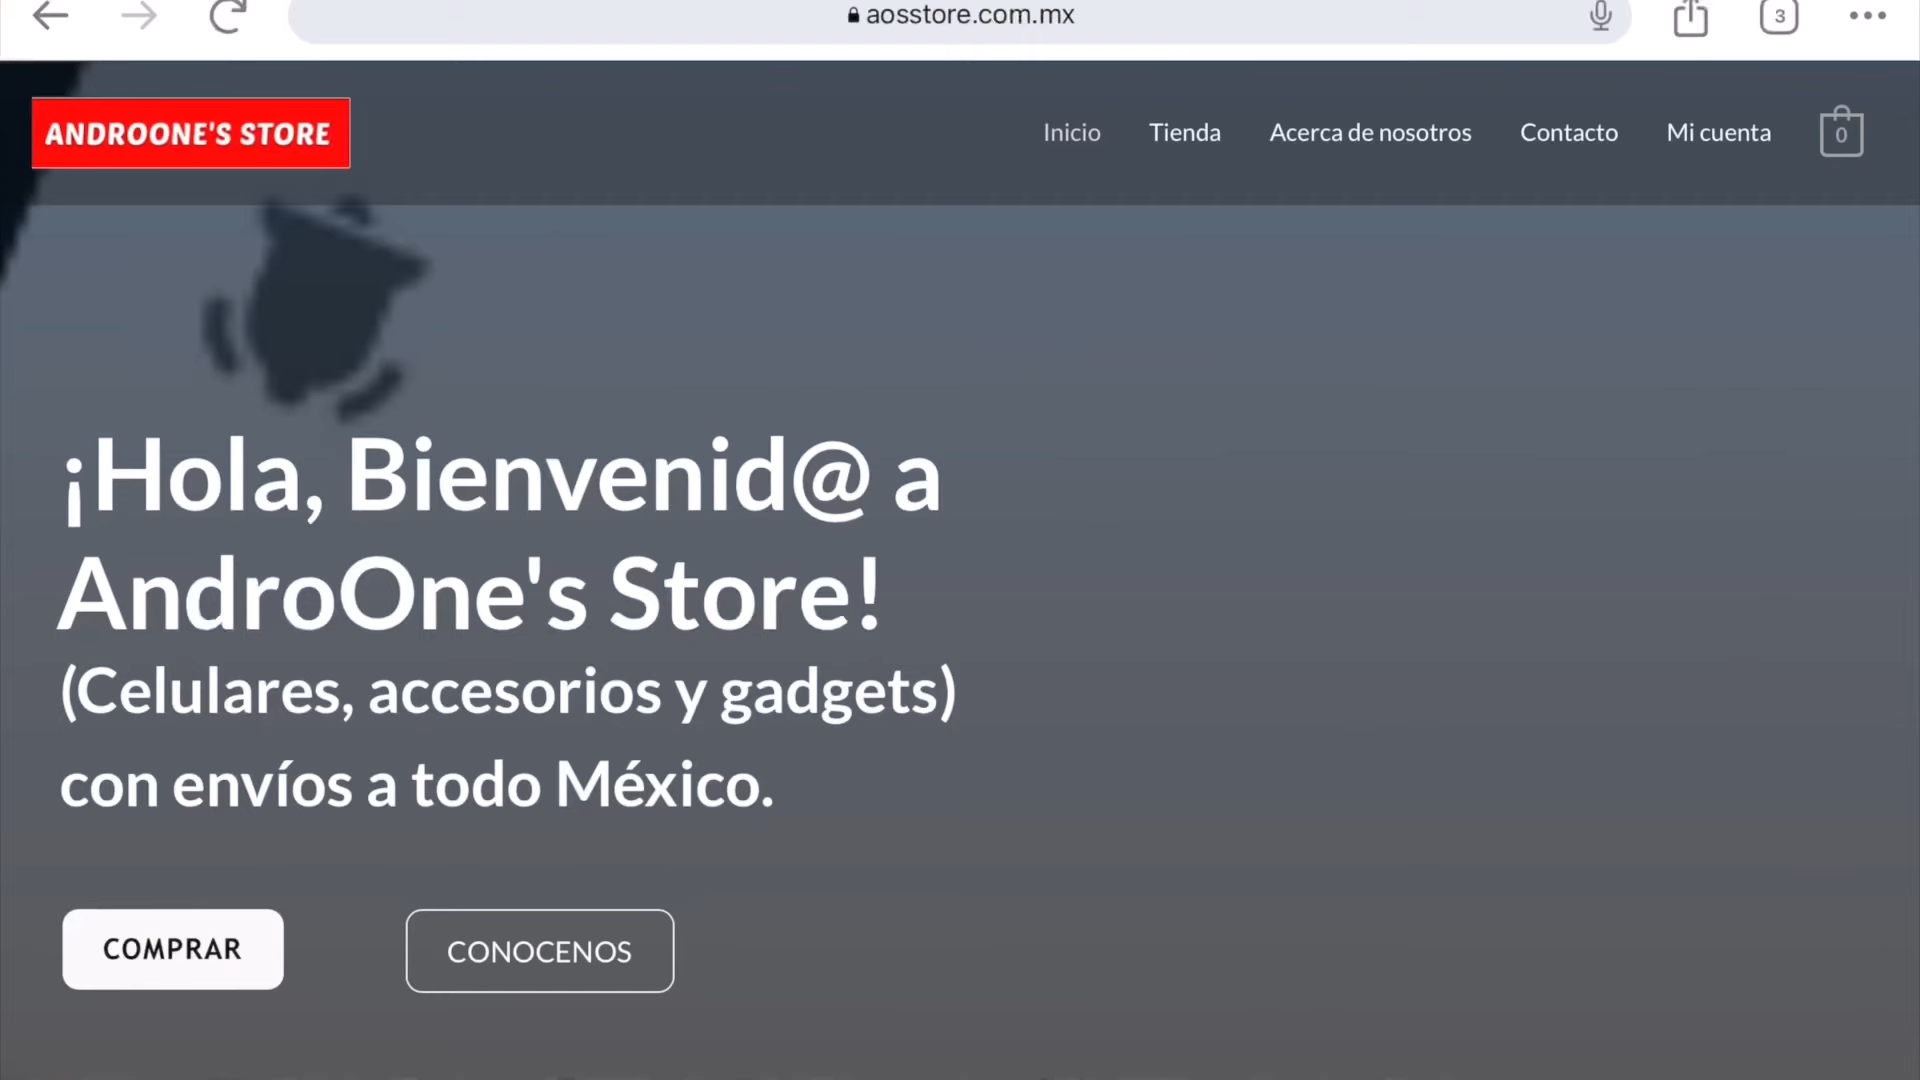 aosstore.com.mx
3
ANDROONE'S STORE
Inicio Tienda Acerca de nosotros Contacto Mi cuenta 0
¡Hola, Bienvenid@ a
AndroOne's Store!
(Celulares, accesorios y gadgets)
con envíos a todo México.
COMPRAR CONOCENOS